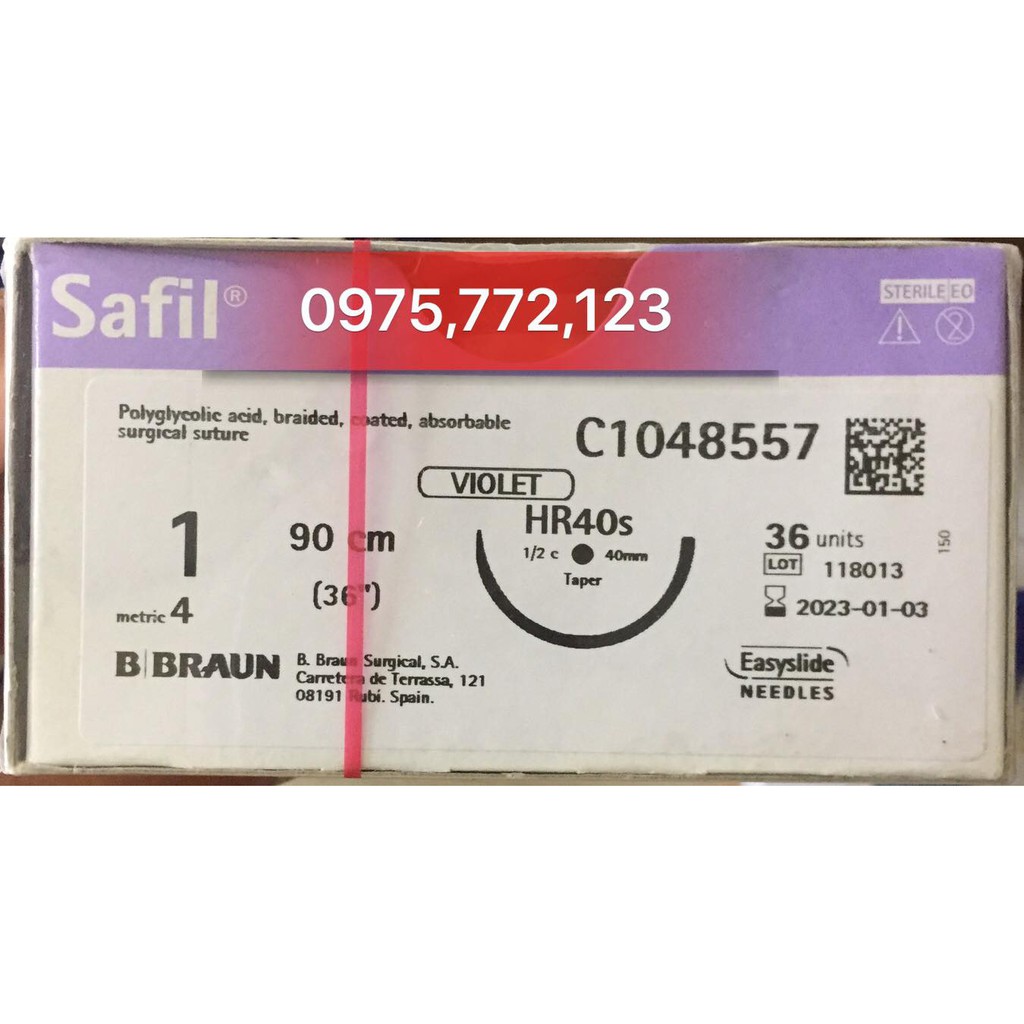 Safil®
0975,772,123
STERILE EO
2
Polyglycolic acid, braided, coated, absorbable
surgical suture
C1048557
VIOLET
HR40s
1/2 c 40mm
Taper
1
metric 4
90 cm
(36")
36 units
LOT 118013
2023-01-03
150
B|BRAUN
B. Braun Surgical, S.A.
Carretera de Terrassa, 121
08191 Rubí. Spain.
Easyslide
NEEDLES